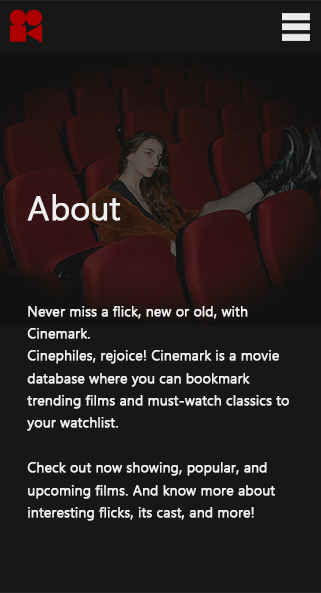 About
Never miss a flick, new or old, with
Cinemark.
Cinephiles, rejoice! Cinemark is a movie
database where you can bookmark
trending films and must-watch classics to
your watchlist.
Check out now showing, popular, and
upcoming films. And know more about
interesting flicks, its cast, and more!